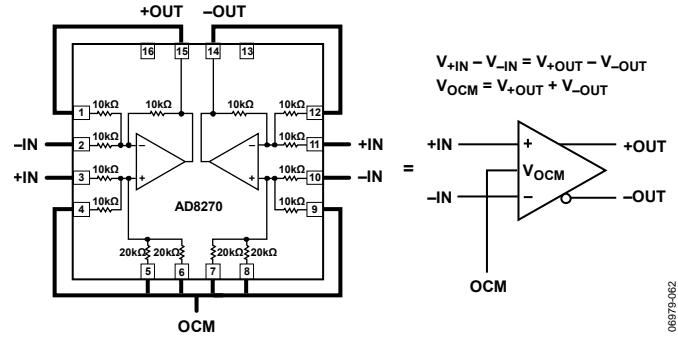 +OUT –OUT
16 15 14 13
1 10kΩ 10kΩ 10kΩ 10kΩ 12
–IN 2 10kΩ – – 10kΩ 11 +IN
+IN 3 10kΩ + + 10kΩ 10 –IN
4 10kΩ AD8270 10kΩ 9
20kΩ 20kΩ 20kΩ 20kΩ
5 6 7 8
OCM
=
V+IN – V–IN = V+OUT – V–OUT
VOCM = V+OUT + V–OUT
+IN + +OUT
VOCM
–IN – –OUT
OCM
06979-062